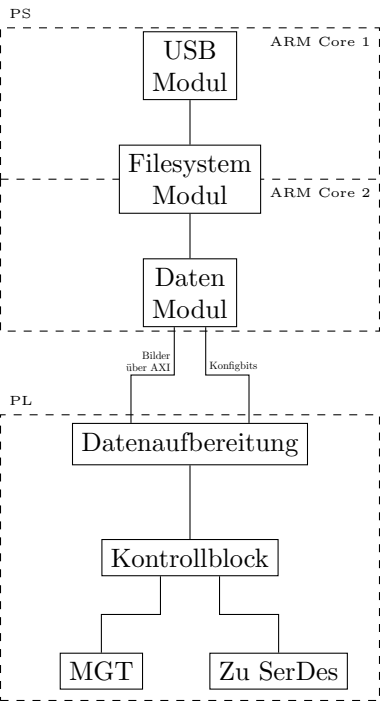 PS
ARM Core 1
USB
Modul
Filesystem
Modul
ARM Core 2
Daten
Modul
Bilder
über AXI
Konfigbits
PL
Datenaufbereitung
Kontrollblock
MGT
Zu SerDes